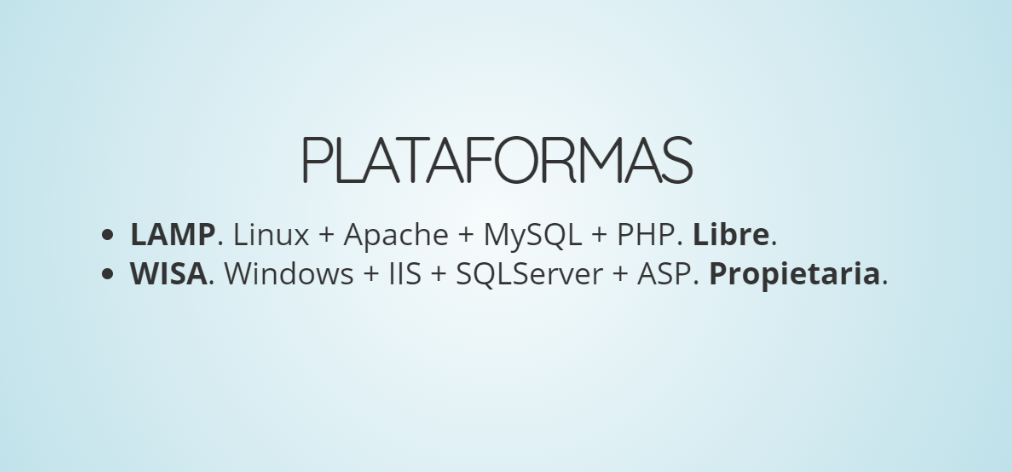 PLATAFORMAS
• LAMP. Linux + Apache + MySQL + PHP. Libre.
• WISA. Windows + IIS + SQLServer + ASP. Propietaria.